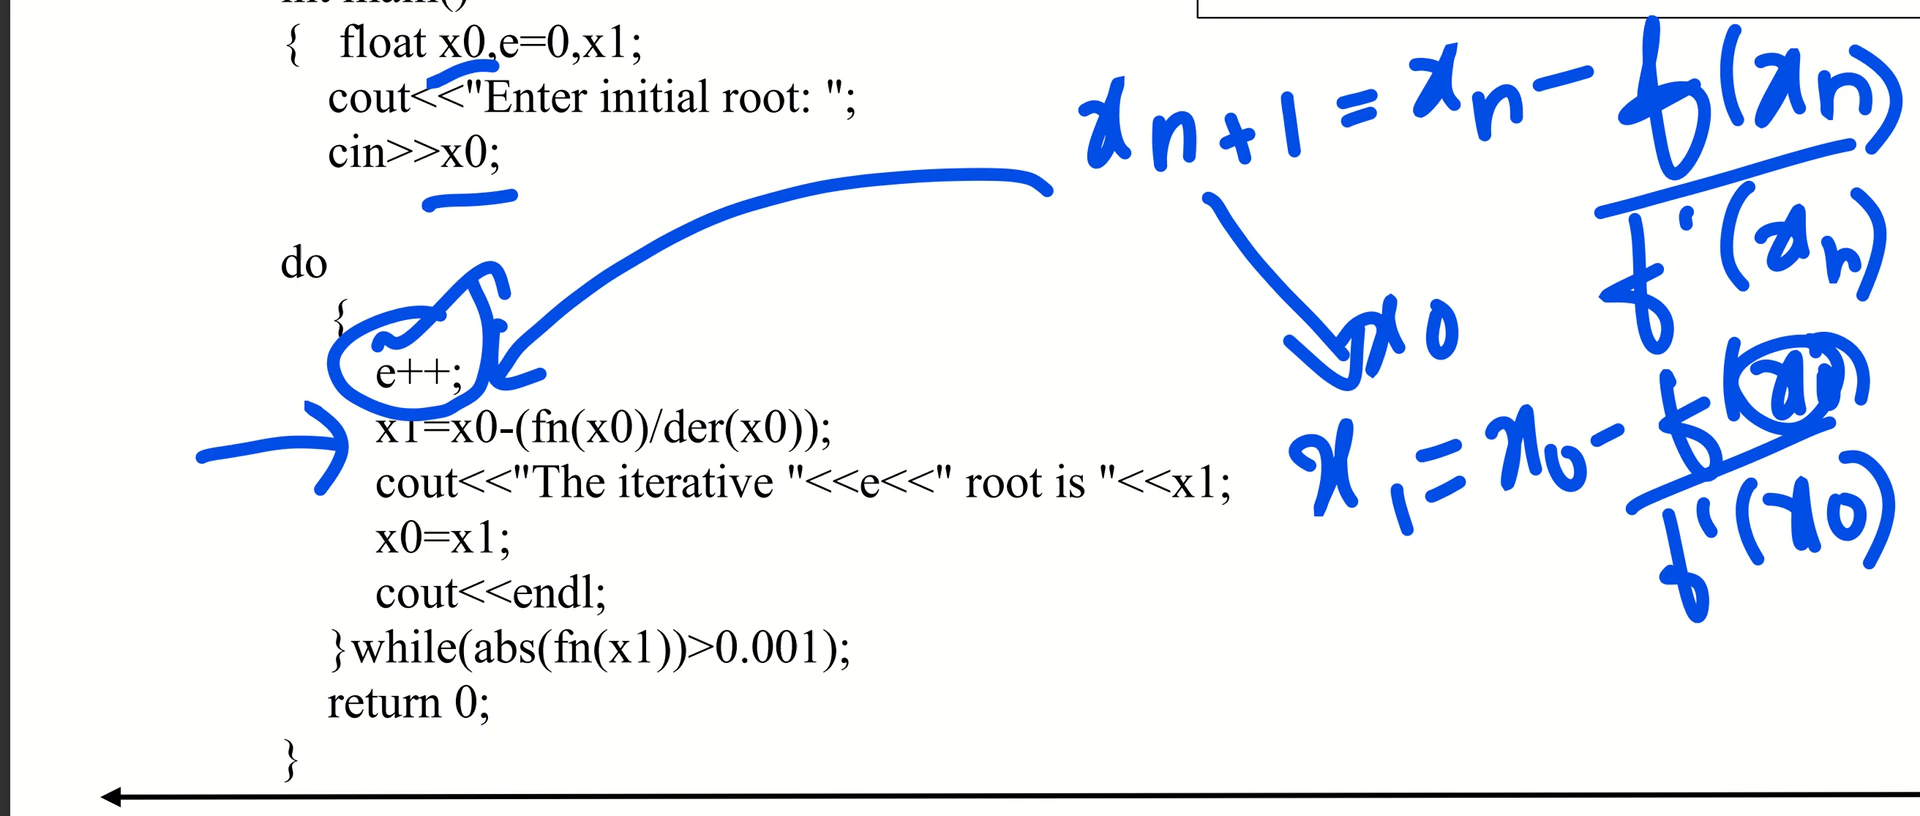 { float x0,e=0,x1;
cout<<"Enter initial root: ";
cin>>x0;
do
{
e++;
x1=x0-(fn(x0)/der(x0));
cout<<"The iterative "<<e<<" root is "<<x1;
x0=x1;
cout<<endl;
}while(abs(fn(x1))>0.001);
return 0;
}
xn+1 = xn - f(xn)
f'(xn)
x0
x1 = x0 - f(x0)
f'(x0)